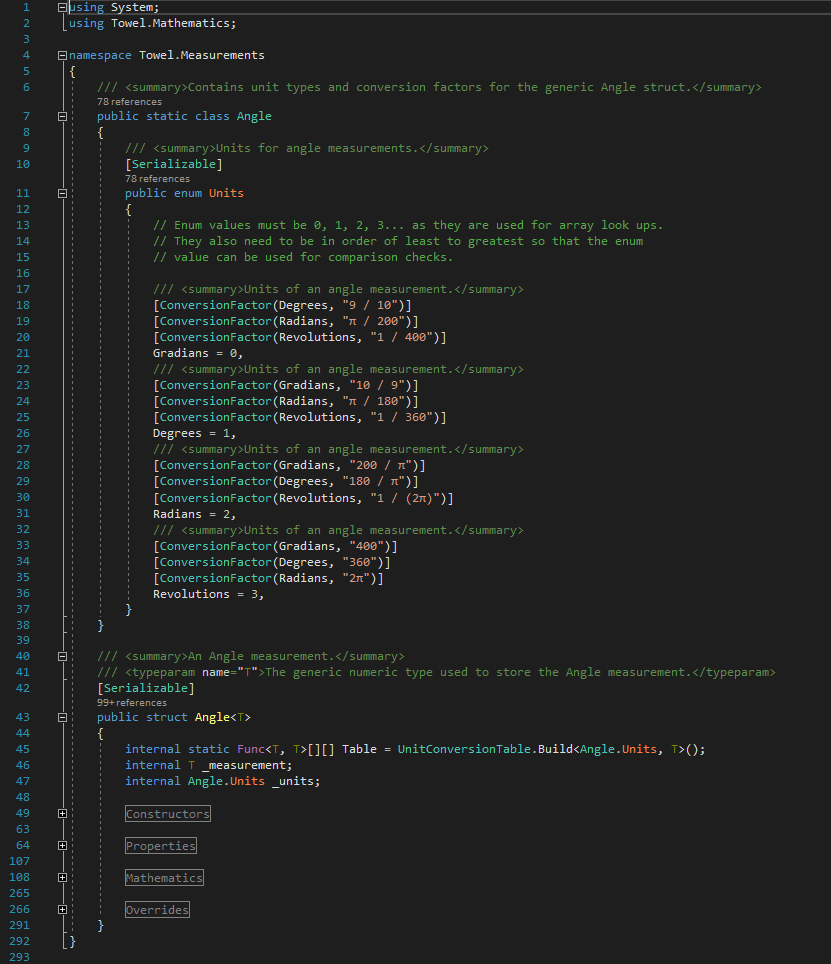 1 using System;
2 using Towel.Mathematics;
3
4 namespace Towel.Measurements
5 {
6 /// <summary>Contains unit types and conversion factors for the generic Angle struct.</summary>
78 references
7 public static class Angle
8 {
9 /// <summary>Units for angle measurements.</summary>
10 [Serializable]
78 references
11 public enum Units
12 {
13 // Enum values must be 0, 1, 2, 3... as they are used for array look ups.
14 // They also need to be in order of least to greatest so that the enum
15 // value can be used for comparison checks.
16
17 /// <summary>Units of an angle measurement.</summary>
18 [ConversionFactor(Degrees, "9 / 10")]
19 [ConversionFactor(Radians, "π / 200")]
20 [ConversionFactor(Revolutions, "1 / 400")]
21 Gradians = 0,
22 /// <summary>Units of an angle measurement.</summary>
23 [ConversionFactor(Gradians, "10 / 9")]
24 [ConversionFactor(Radians, "π / 180")]
25 [ConversionFactor(Revolutions, "1 / 360")]
26 Degrees = 1,
27 /// <summary>Units of an angle measurement.</summary>
28 [ConversionFactor(Gradians, "200 / π")]
29 [ConversionFactor(Degrees, "180 / π")]
30 [ConversionFactor(Revolutions, "1 / (2π)")]
31 Radians = 2,
32 /// <summary>Units of an angle measurement.</summary>
33 [ConversionFactor(Gradians, "400")]
34 [ConversionFactor(Degrees, "360")]
35 [ConversionFactor(Radians, "2π")]
36 Revolutions = 3,
37 }
38 }
39
40 /// <summary>An Angle measurement.</summary>
41 /// <typeparam name="T">The generic numeric type used to store the Angle measurement.</typeparam>
42 [Serializable]
99+references
43 public struct Angle<T>
44 {
45 internal static Func<T, T>[][] Table = UnitConversionTable.Build<Angle.Units, T>();
46 internal T _measurement;
47 internal Angle.Units _units;
48
49 Constructors
63
64 Properties
107
108 Mathematics
265
266 Overrides
291 }
292 }
293